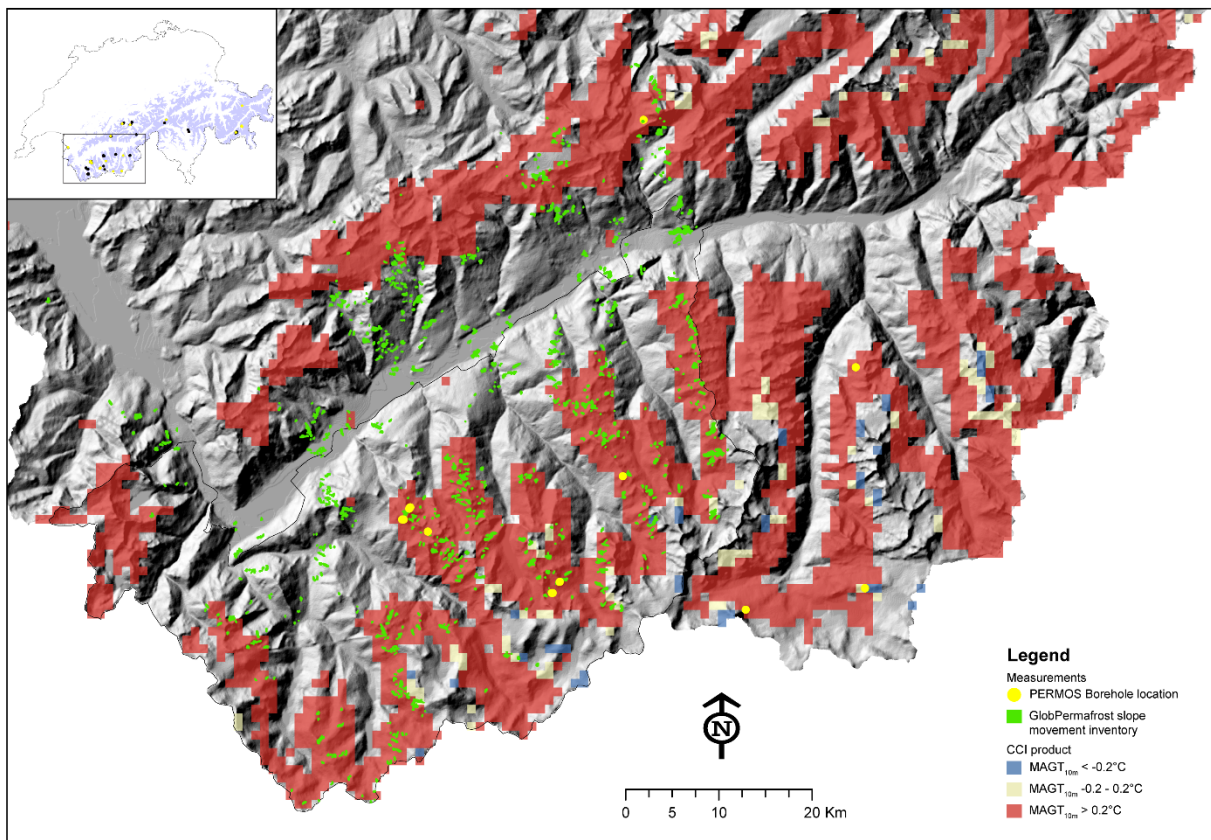 N
0 5 10 20 Km
Legend
Measurements
PERMOS Borehole location
GlobPermafrost slope
movement inventory
CCI product
MAGT10m < -0.2°C
MAGT10m -0.2 - 0.2°C
MAGT10m > 0.2°C